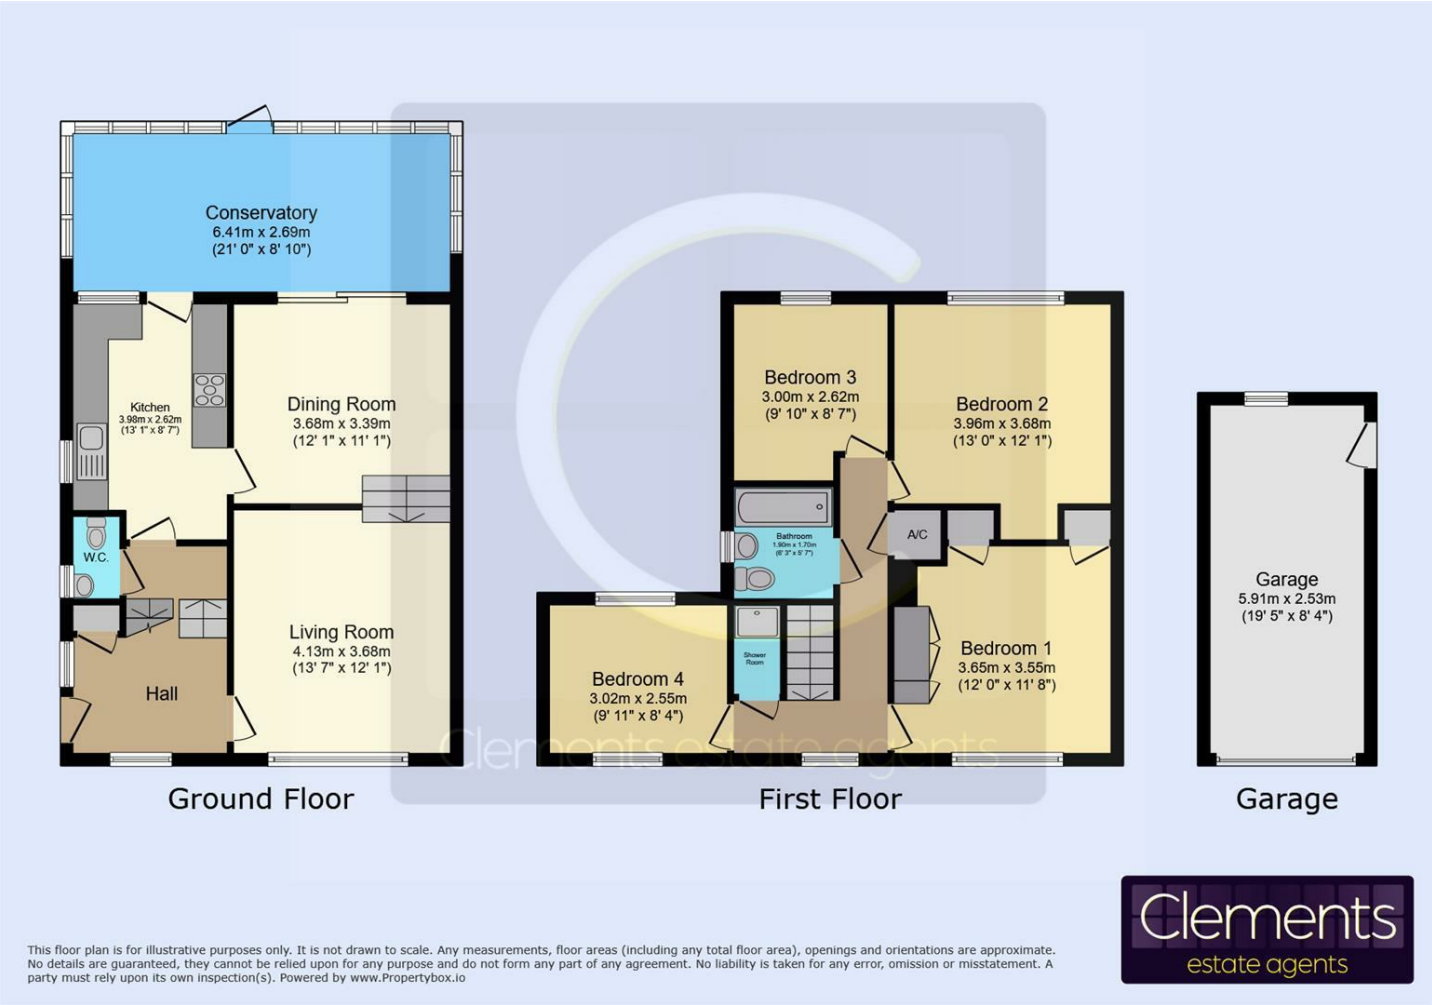 Conservatory
6.41m x 2.69m
(21' 0" x 8' 10")
Kitchen
3.98m x 2.62m
(13' 1" x 8' 7")
Dining Room
3.68m x 3.39m
(12' 1" x 11' 1")
W.C.
Living Room
4.13m x 3.68m
(13' 7" x 12' 1")
Hall
Ground Floor
Bedroom 3
3.00m x 2.62m
(9' 10" x 8' 7")
Bedroom 2
3.96m x 3.68m
(13' 0" x 12' 1")
Bathroom
1.90m x 1.70m
(6' 3" x 5' 7")
A/C
Shower
Room
Bedroom 4
3.02m x 2.55m
(9' 11" x 8' 4")
Bedroom 1
3.65m x 3.55m
(12' 0" x 11' 8")
Clements estate agents
First Floor
Garage
5.91m x 2.53m
(19' 5" x 8' 4")
Garage
Clements
estate agents
This floor plan is for illustrative purposes only. It is not drawn to scale. Any measurements, floor areas (including any total floor area), openings and orientations are approximate.
No details are guaranteed, they cannot be relied upon for any purpose and do not form any part of any agreement. No liability is taken for any error, omission or misstatement. A
party must rely upon its own inspection(s). Powered by www.Propertybox.io